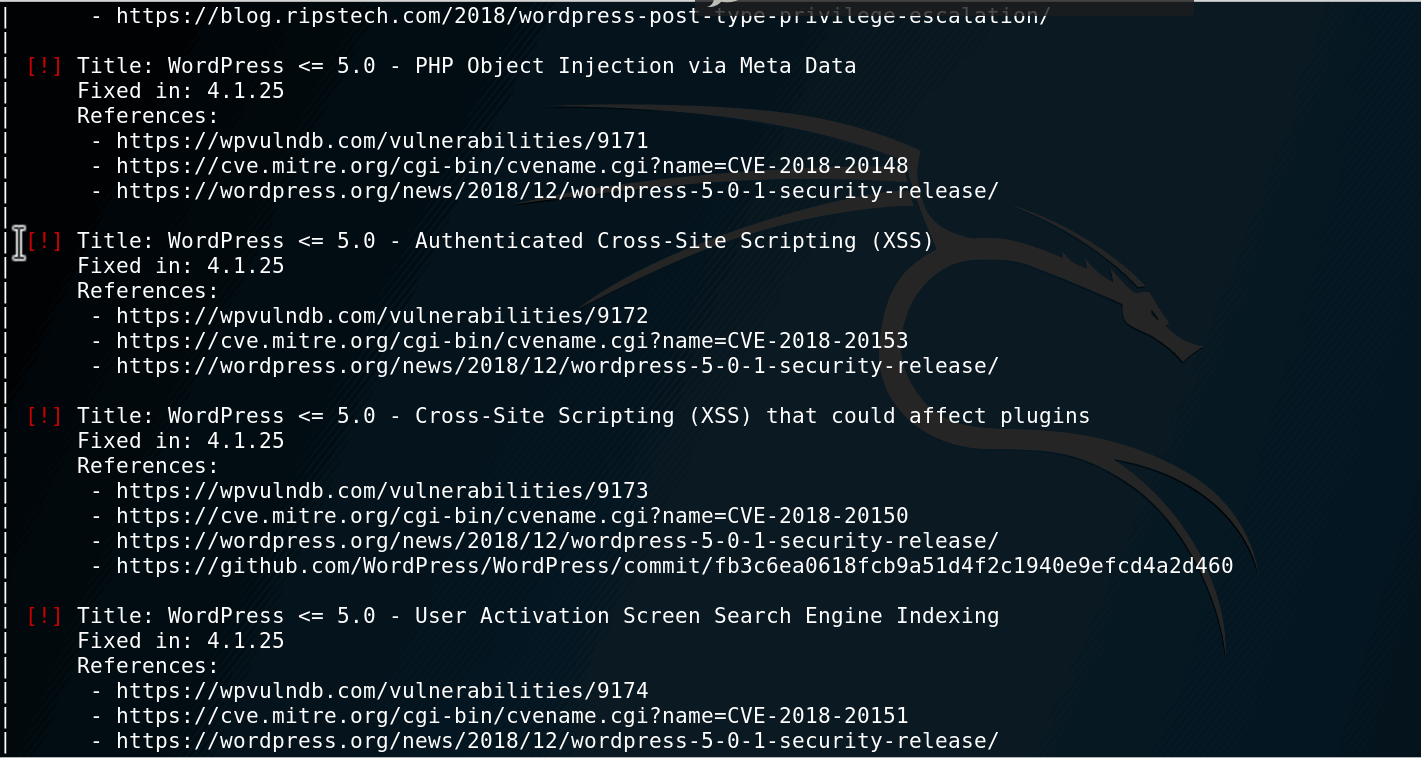 | - https://blog.ripstech.com/2018/wordpress-post-type-privilege-escalation/
|
| [!] Title: WordPress <= 5.0 - PHP Object Injection via Meta Data
| Fixed in: 4.1.25
| References:
| - https://wpvulndb.com/vulnerabilities/9171
| - https://cve.mitre.org/cgi-bin/cvename.cgi?name=CVE-2018-20148
| - https://wordpress.org/news/2018/12/wordpress-5-0-1-security-release/
|
| [!] Title: WordPress <= 5.0 - Authenticated Cross-Site Scripting (XSS)
| Fixed in: 4.1.25
| References:
| - https://wpvulndb.com/vulnerabilities/9172
| - https://cve.mitre.org/cgi-bin/cvename.cgi?name=CVE-2018-20153
| - https://wordpress.org/news/2018/12/wordpress-5-0-1-security-release/
|
| [!] Title: WordPress <= 5.0 - Cross-Site Scripting (XSS) that could affect plugins
| Fixed in: 4.1.25
| References:
| - https://wpvulndb.com/vulnerabilities/9173
| - https://cve.mitre.org/cgi-bin/cvename.cgi?name=CVE-2018-20150
| - https://wordpress.org/news/2018/12/wordpress-5-0-1-security-release/
| - https://github.com/WordPress/WordPress/commit/fb3c6ea0618fcb9a51d4f2c1940e9efcd4a2d460
|
| [!] Title: WordPress <= 5.0 - User Activation Screen Search Engine Indexing
| Fixed in: 4.1.25
| References:
| - https://wpvulndb.com/vulnerabilities/9174
| - https://cve.mitre.org/cgi-bin/cvename.cgi?name=CVE-2018-20151
| - https://wordpress.org/news/2018/12/wordpress-5-0-1-security-release/